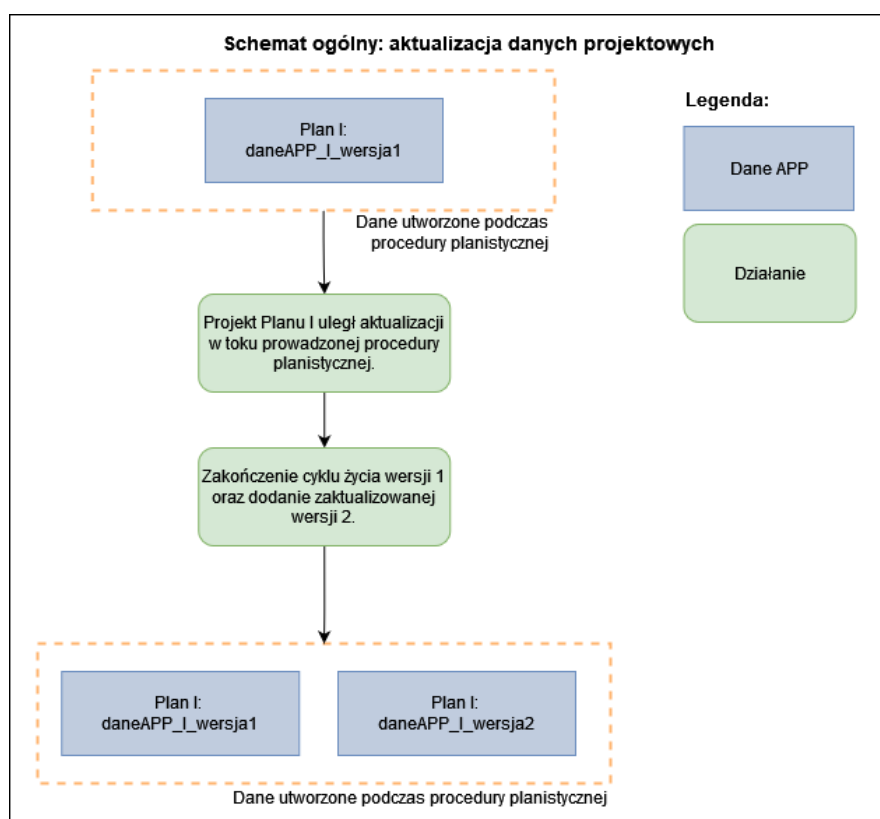 Schemat ogólny: aktualizacja danych projektowych
Plan I:
daneAPP_I_wersja1
Dane utworzone podczas
procedury planistycznej
Projekt Planu I uległ aktualizacji
w toku prowadzonej procedury
planistycznej.
Zakończenie cyklu życia wersji 1
oraz dodanie zaktualizowanej
wersji 2.
Plan I:
daneAPP_I_wersja1
Plan I:
daneAPP_I_wersja2
Dane utworzone podczas procedury planistycznej
Legenda:
Dane APP
Działanie